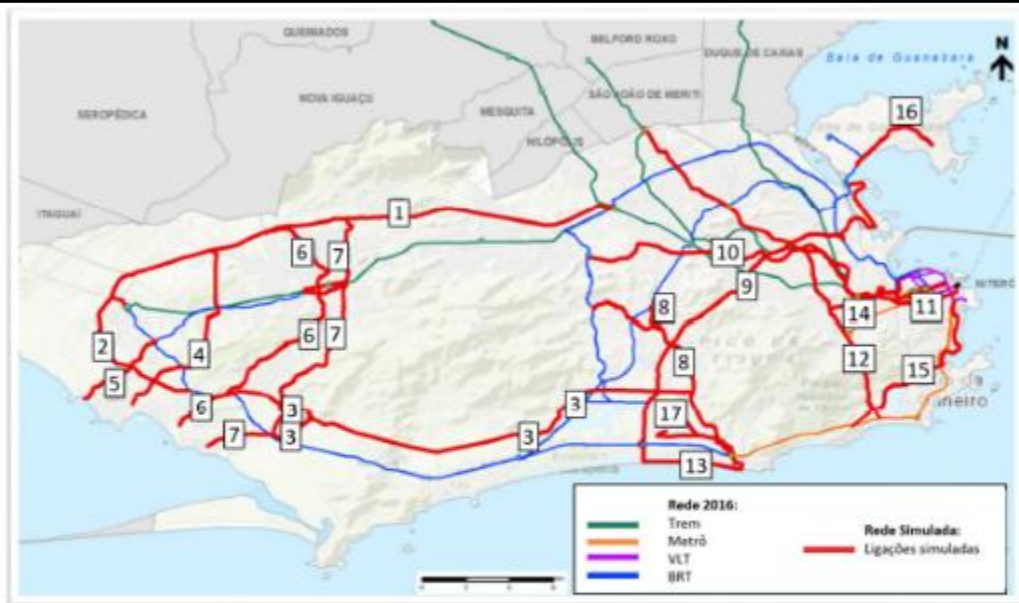 QUEIMADOS
BELFORD ROXO
DUQUE DE CAXIAS
Baía de Guanabara
N
SEROPÉDICA
NOVA IGUAÇU
MESQUITA
SÃO JOÃO DE MERITI
NILÓPOLIS
16
ITAGUAÍ
1
6
7
10
9
NITERÓI
8
11
14
2
6
7
4
8
12
5
15
6
3
3
17
neiro
7
3
3
13
Rede 2016:
Trem
Metrô
VLT
BRT
Rede Simulada:
Ligações simuladas